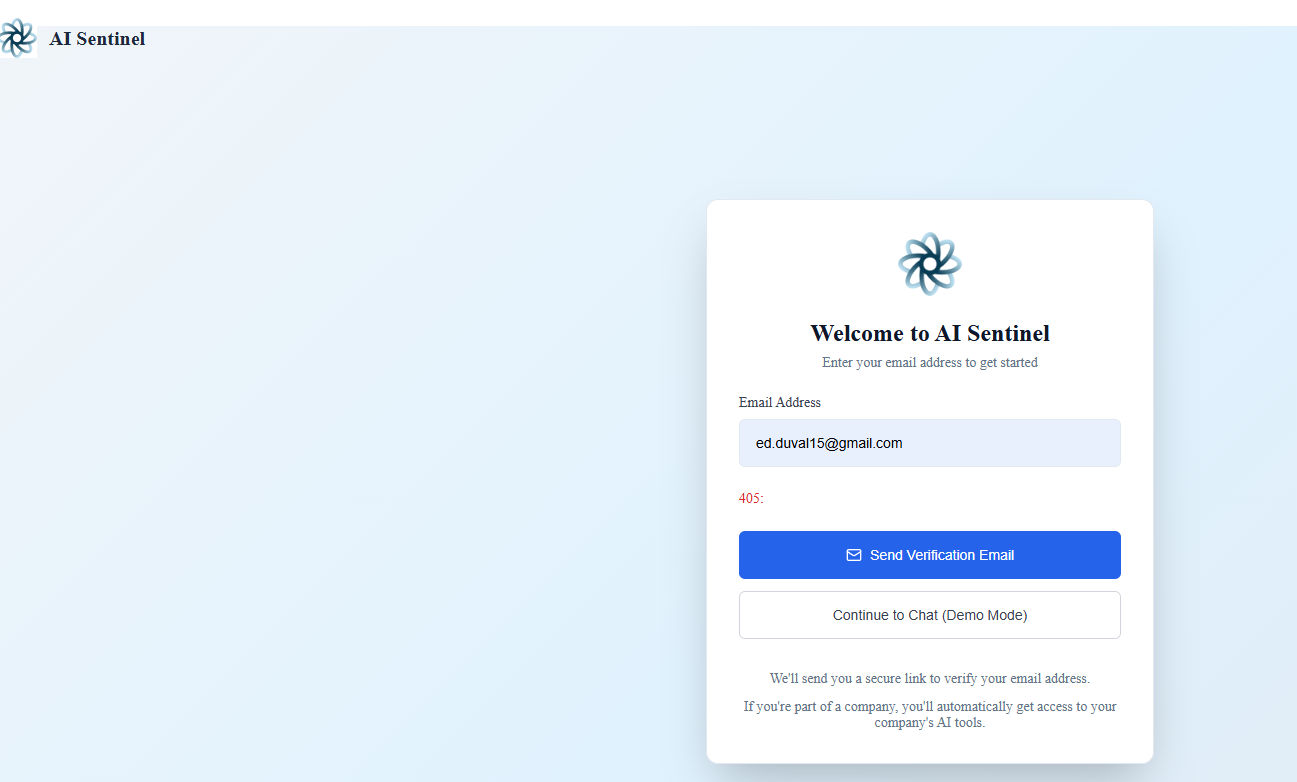 AI Sentinel
Welcome to AI Sentinel
Enter your email address to get started
Email Address
ed.duval15@gmail.com
405:
Send Verification Email
Continue to Chat (Demo Mode)
We'll send you a secure link to verify your email address.
If you're part of a company, you'll automatically get access to your
company's AI tools.